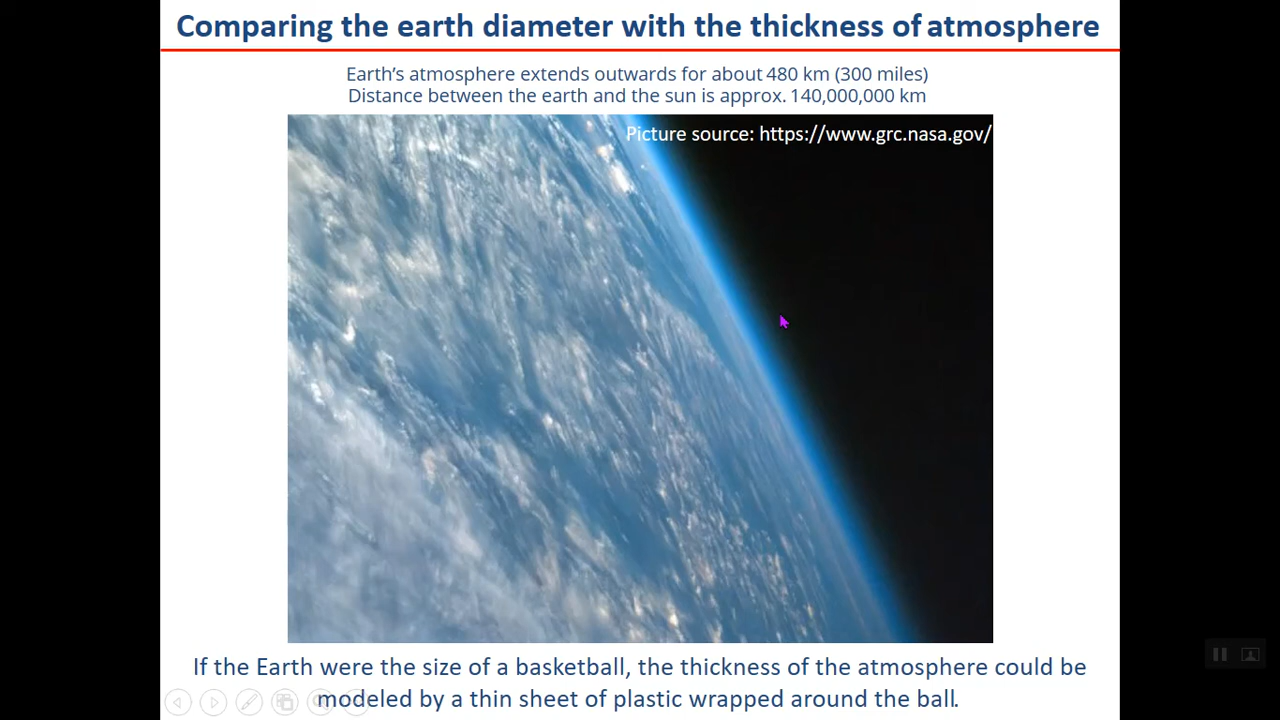 Comparing the earth diameter with the thickness of atmosphere
Earth's atmosphere extends outwards for about 480 km (300 miles)
Distance between the earth and the sun is approx. 140,000,000 km
Picture source: https://www.grc.nasa.gov/
If the Earth were the size of a basketball, the thickness of the atmosphere could be
modeled by a thin sheet of plastic wrapped around the ball.